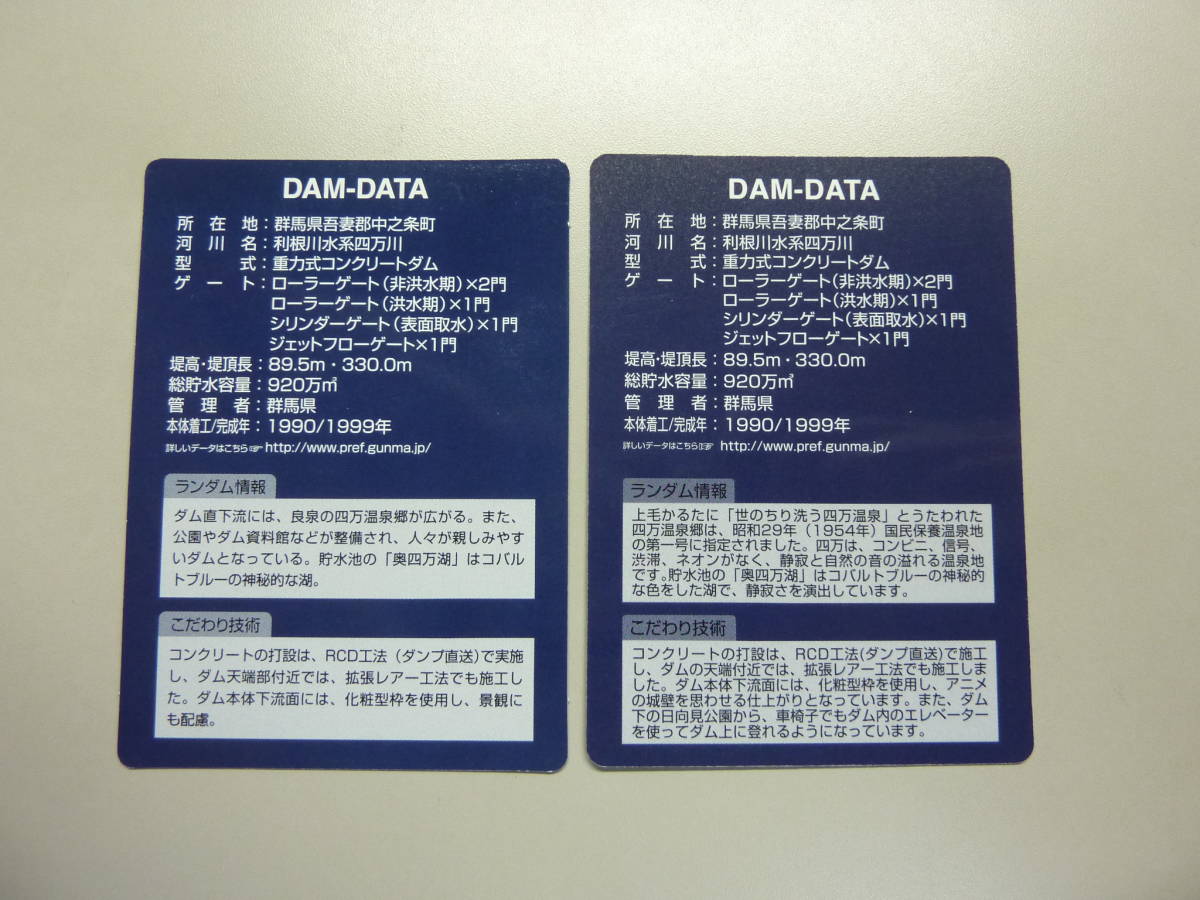 DAM-DATA
所在地：群馬県吾妻郡中之条町
河川名：利根川水系四万川
型式：重力式コンクリートダム
ゲート：ローラーゲート（非洪水期）×2門
ローラーゲート（洪水期）×1門
シリンダーゲート（表面取水）×1門
ジェットフローゲート×1門
堤高・堤頂長：89.5m・330.0m
総貯水容量：920万㎥
管理者：群馬県
本体着工/完成年：1990/1999年
詳しいデータはこちら☞ http://www.pref.gunma.jp/
ランダム情報
ダム直下流には、良泉の四万温泉郷が広がる。また、
公園やダム資料館などが整備され、人々が親しみやす
いダムとなっている。貯水池の「奥四万湖」はコバル
トブルーの神秘的な湖。
こだわり技術
コンクリートの打設は、RCD工法（ダンプ直送）で実施
し、ダム天端部付近では、拡張レアー工法でも施工し
た。ダム本体下流面には、化粧型枠を使用し、景観に
も配慮。
DAM-DATA
所在地：群馬県吾妻郡中之条町
河川名：利根川水系四万川
型式：重力式コンクリートダム
ゲート：ローラーゲート（非洪水期）×2門
ローラーゲート（洪水期）×1門
シリンダーゲート（表面取水）×1門
ジェットフローゲート×1門
堤高・堤頂長：89.5m・330.0m
総貯水容量：920万㎥
管理者：群馬県
本体着工/完成年：1990/1999年
詳しいデータはこちら☞ http://www.pref.gunma.jp/
ランダム情報
上毛かるたに「世のちり洗う四万温泉」とうたわれた
四万温泉郷は、昭和29年（1954年）国民保養温泉地
の第一号に指定されました。四万は、コンビニ、信号、
渋滞、ネオンがなく、静寂と自然の音の溢れる温泉地
です。貯水池の「奥四万湖」はコバルトブルーの神秘的
な色をした湖で、静寂さを演出しています。
こだわり技術
コンクリートの打設は、RCD工法(ダンプ直送)で施工
し、ダムの天端付近では、拡張レアー工法でも施工しま
した。ダム本体下流面には、化粧型枠を使用し、アニメ
の城壁を思わせる仕上がりとなっています。また、ダム
下の日向見公園から、車椅子でもダム内のエレベーター
を使ってダム上に登れるようになっています。